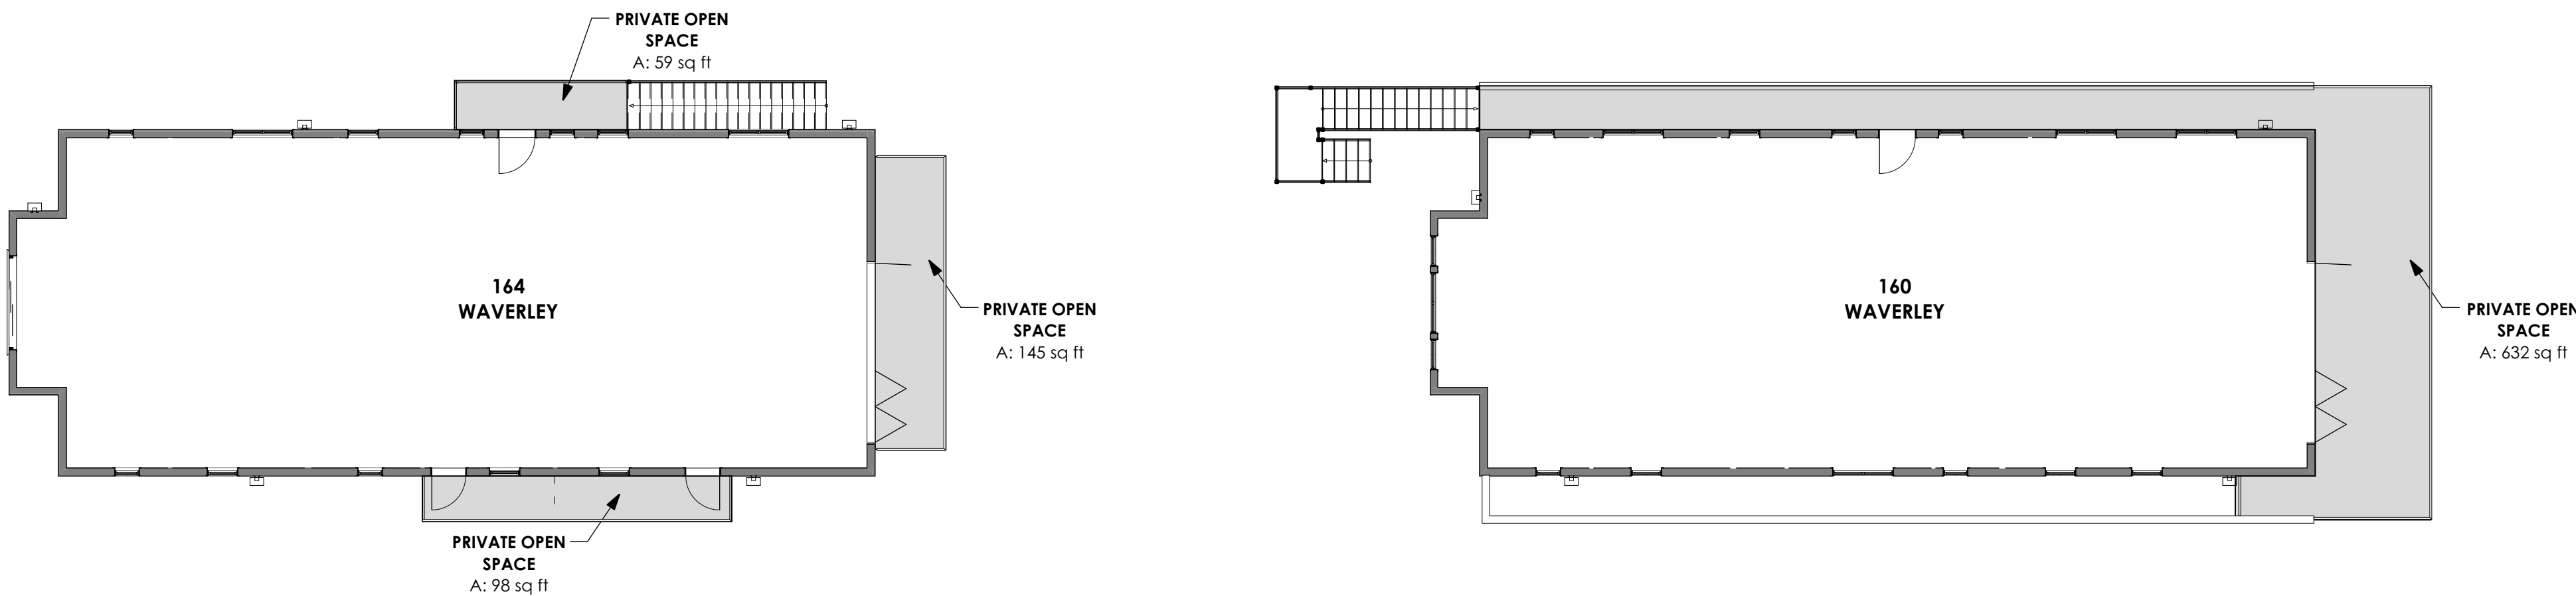 PRIVATE OPEN
SPACE
A: 59 sq ft
164
WAVERLEY
PRIVATE OPEN
SPACE
A: 145 sq ft
PRIVATE OPEN
SPACE
A: 98 sq ft
160
WAVERLEY
PRIVATE OPEN
SPACE
A: 632 sq ft